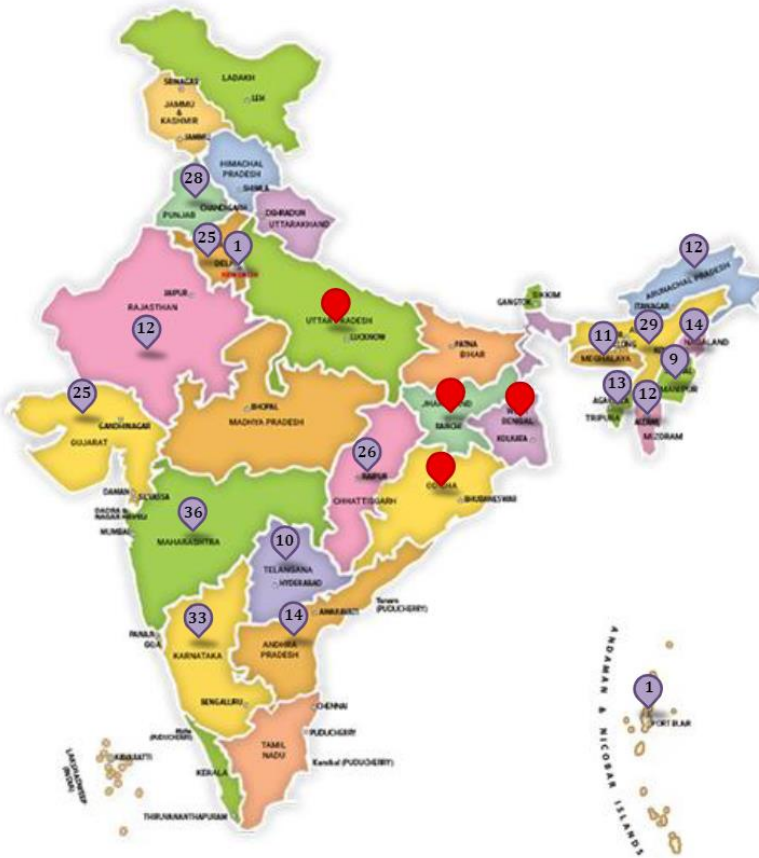 LADAKH
SRINAGAR
LEH
JAMMU
&
KASHMIR
JAMMU
HIMACHAL
PRADESH
SHIMLA
28
CHANDIGARH
PUNJAB
DEHRADUN
UTTARAKHAND
25
1
12
NEW DELHI
ARUNACHAL PRADESH
ITANAGAR
SIKKIM
GANGTOK
JAIPUR
RAJASTHAN
12
UTTAR PRADESH
LUCKNOW
PATNA
BIHAR
11
29
14
NAGALAND
MEGHALAYA
9
MANIPUR
13
12
TRIPURA
MIZORAM
25
GANDHINAGAR
GUJARAT
BHOPAL
MADHYA PRADESH
RANCHI
BENGAL
KOLKATA
26
RAIPUR
CHHATTISGARH
BHUBANESWAR
DAMAN
SILVASSA
DADRA &
NAGAR HAVELI
MUMBAI
36
MAHARASHTRA
10
TELANGANA
HYDERABAD
14
AMARAVATI
Yanam
(PUDUCHERRY)
33
PANAJI
GOA
KARNATAKA
ANDHRA
PRADESH
BENGALURU
CHENNAI
Mahe
(PUDUCHERRY)
PUDUCHERRY
TAMIL
NADU
Karaikal (PUDUCHERRY)
KERALA
THIRUVANANTHAPURAM
KAVARATTI
LAKSHADWEEP
(INDIA)
1
PORT BLAIR
ANDAMAN & NICOBAR ISLANDS